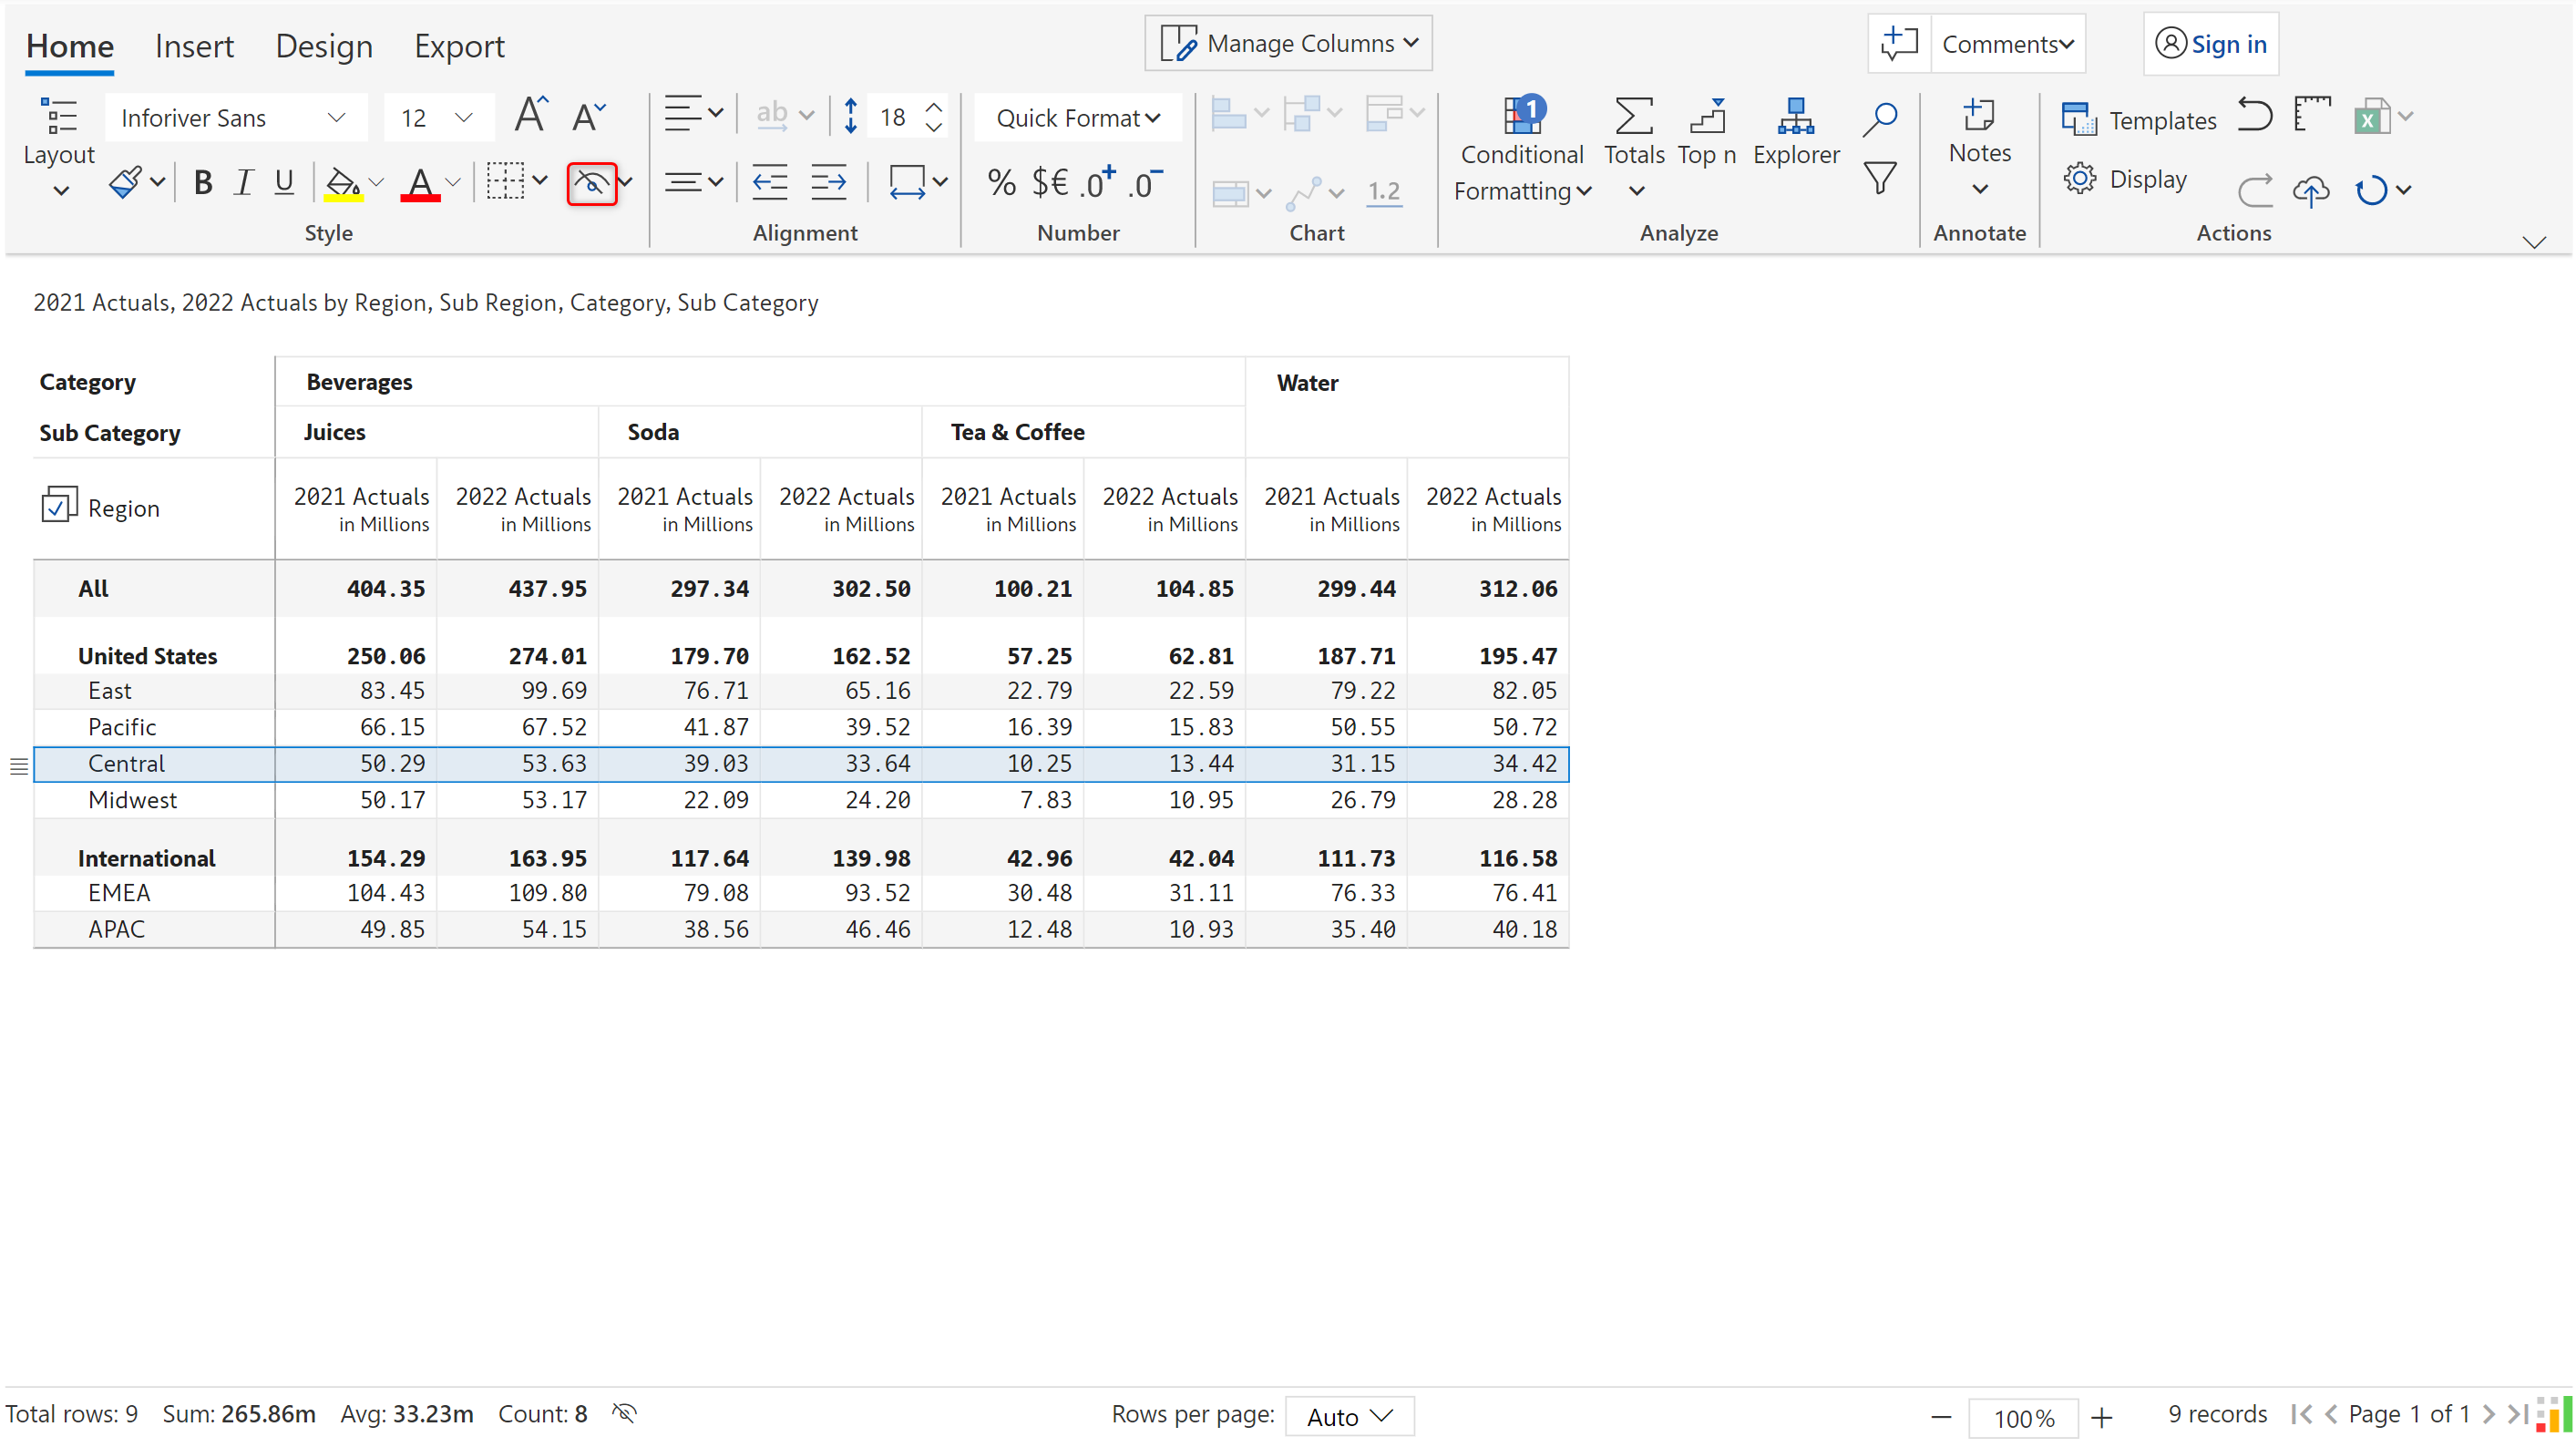 Home Insert Design Export Manage Columns Comments Sign in
Layout Inforiver Sans 12 A A ab 18 Quick Format 1 Conditional Formatting Totals Top n Explorer Notes Templates X
B I U A % $€ .0+ .0- 1.2 Display
Style Alignment Number Chart Analyze Annotate Actions
2021 Actuals, 2022 Actuals by Region, Sub Region, Category, Sub Category
Category Beverages Water
Sub Category Juices Soda Tea & Coffee
Region 2021 Actuals 2022 Actuals 2021 Actuals 2022 Actuals 2021 Actuals 2022 Actuals 2021 Actuals 2022 Actuals
in Millions in Millions in Millions in Millions in Millions in Millions in Millions in Millions
All 404.35 437.95 297.34 302.50 100.21 104.85 299.44 312.06
United States 250.06 274.01 179.70 162.52 57.25 62.81 187.71 195.47
East 83.45 99.69 76.71 65.16 22.79 22.59 79.22 82.05
Pacific 66.15 67.52 41.87 39.52 16.39 15.83 50.55 50.72
Central 50.29 53.63 39.03 33.64 10.25 13.44 31.15 34.42
Midwest 50.17 53.17 22.09 24.20 7.83 10.95 26.79 28.28
International 154.29 163.95 117.64 139.98 42.96 42.04 111.73 116.58
EMEA 104.43 109.80 79.08 93.52 30.48 31.11 76.33 76.41
APAC 49.85 54.15 38.56 46.46 12.48 10.93 35.40 40.18
Total rows: 9 Sum: 265.86m Avg: 33.23m Count: 8 Rows per page: Auto 100% 9 records Page 1 of 1